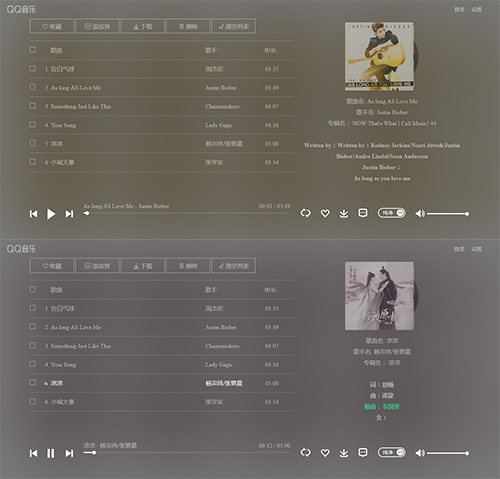 QQ音乐
登录 设置
收藏 添加到 下载 删除 清空列表
歌曲 歌手 时长
1 告白气球 周杰伦 03:35
2 As long AS Love Me Justin Bieber 03:49
3 Something Just Like This Chainsmokers 04:07
4 Your Song Lady Gaga 04:16
5 凉凉 杨宗纬/张碧晨 05:00
6 小城大事 张学友 03:54
JUSTIN BIEBER
AS LONG AS YOU LOVE ME
歌曲名: As long AS Love Me
歌手名: Justin Bieber
专辑名: NOW That's What I Call Music! 44
Written by：Written by：Rodney Jerkins/Nasri Atweh/Justin
Bieber/Andre Lindal/Sean Anderson
Justin Bieber：
As long as you love me
As long AS Love Me - Justin Bieber 00:01 / 03:49
纯净
QQ音乐
登录 设置
收藏 添加到 下载 删除 清空列表
歌曲 歌手 时长
1 告白气球 周杰伦 03:35
2 As long AS Love Me Justin Bieber 03:49
3 Something Just Like This Chainsmokers 04:07
4 Your Song Lady Gaga 04:16
凉凉 杨宗纬/张碧晨 05:00
6 小城大事 张学友 03:54
歌曲名: 凉凉
歌手名: 杨宗纬/张碧晨
专辑名: 凉凉
词：刘畅
曲：谭旋
编曲：韦国赟
女：
凉凉 - 杨宗纬/张碧晨 00:12 / 05:00
纯净